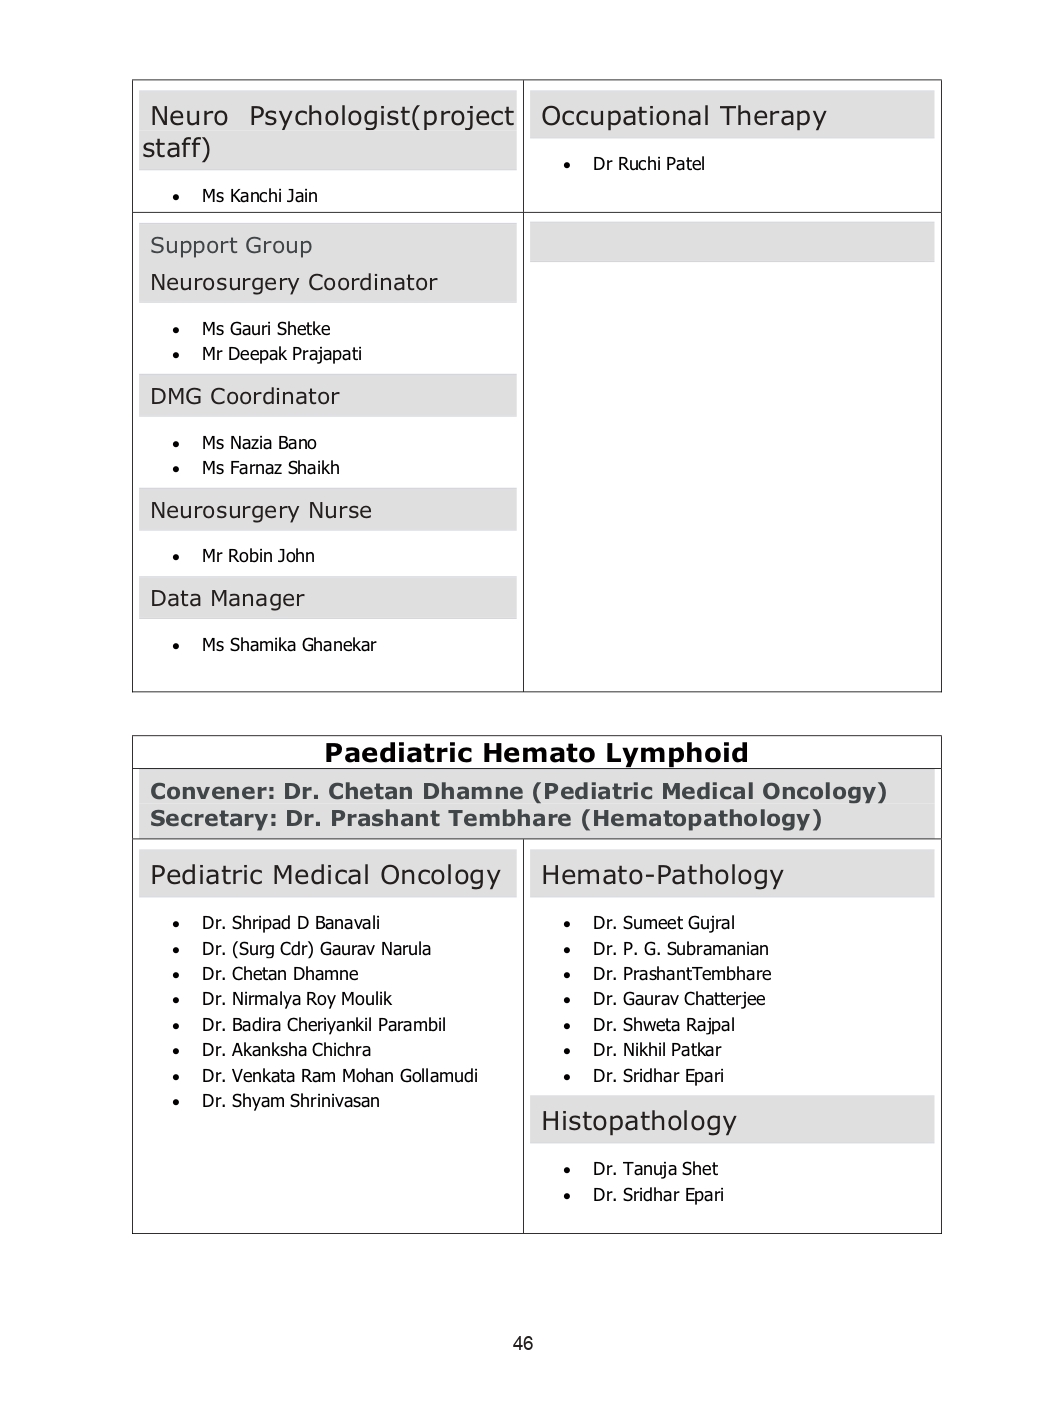 Neuro Psychologist(project
staff)
• Ms Kanchi Jain
Occupational Therapy
• Dr Ruchi Patel
Support Group
Neurosurgery Coordinator
• Ms Gauri Shetke
• Mr Deepak Prajapati
DMG Coordinator
• Ms Nazia Bano
• Ms Farnaz Shaikh
Neurosurgery Nurse
• Mr Robin John
Data Manager
• Ms Shamika Ghanekar
Paediatric Hemato Lymphoid
Convener: Dr. Chetan Dhamne (Pediatric Medical Oncology)
Secretary: Dr. Prashant Tembhare (Hematopathology)
Pediatric Medical Oncology
• Dr. Shripad D Banavali
• Dr. (Surg Cdr) Gaurav Narula
• Dr. Chetan Dhamne
• Dr. Nirmalya Roy Moulik
• Dr. Badira Cheriyankil Parambil
• Dr. Akanksha Chichra
• Dr. Venkata Ram Mohan Gollamudi
• Dr. Shyam Shrinivasan
Hemato-Pathology
• Dr. Sumeet Gujral
• Dr. P. G. Subramanian
• Dr. PrashantTembhare
• Dr. Gaurav Chatterjee
• Dr. Shweta Rajpal
• Dr. Nikhil Patkar
• Dr. Sridhar Epari
Histopathology
• Dr. Tanuja Shet
• Dr. Sridhar Epari
46